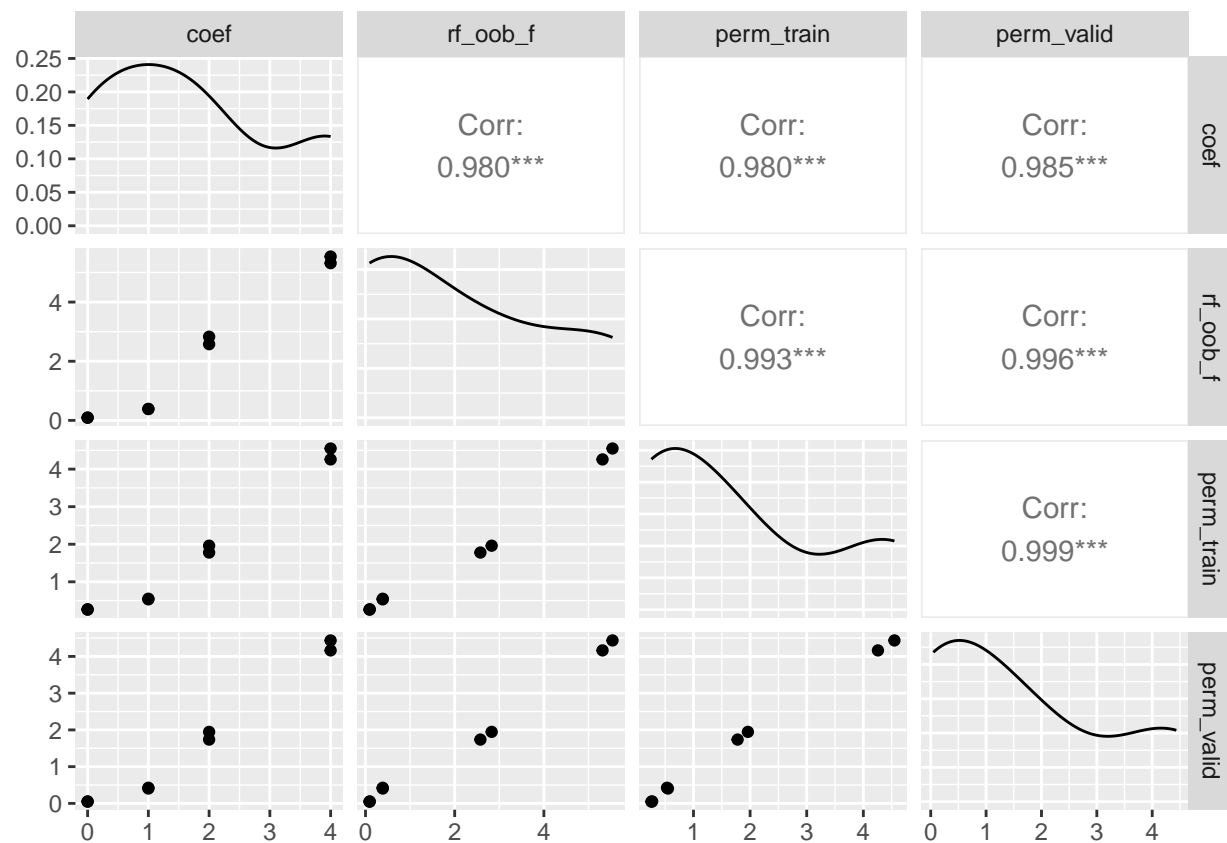 coef rf_oob_f perm_train perm_valid
0.25
0.20
0.15
0.10
0.05
0.00
Corr:
0.980***
Corr:
0.980***
Corr:
0.985***
coef
4
2
0
Corr:
0.993***
Corr:
0.996***
rf_oob_f
4
3
2
1
Corr:
0.999***
perm_train
4
3
2
1
0
perm_valid
0 1 2 3 4
0 2 4
1 2 3 4
0 1 2 3 4